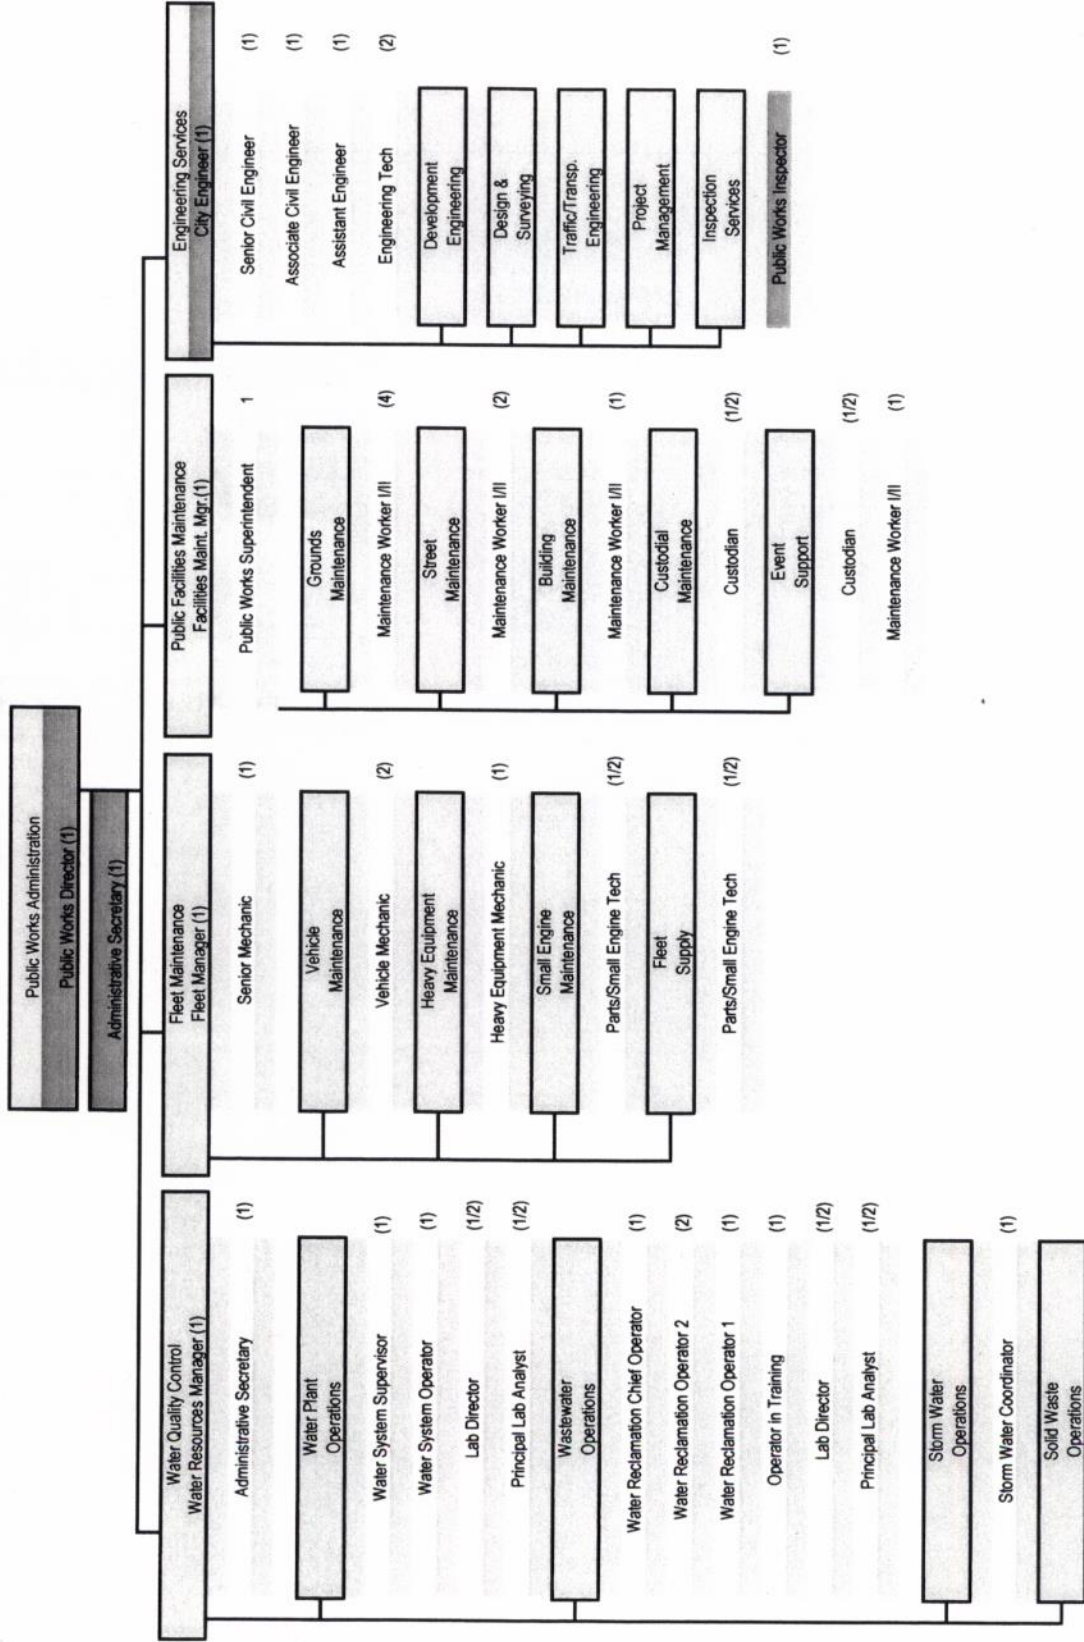 Public Works Administration
Public Works Director (1)
Administrative Secretary (1)
Water Quality Control
Water Resources Manager (1)
Administrative Secretary (1)
Water Plant
Operations
Water System Supervisor (1)
Water System Operator (1)
Lab Director (1/2)
Principal Lab Analyst (1/2)
Wastewater
Operations
Water Reclamation Chief Operator (1)
Water Reclamation Operator 2 (2)
Water Reclamation Operator 1 (1)
Operator in Training (1)
Lab Director (1/2)
Principal Lab Analyst (1/2)
Storm Water
Operations
Storm Water Coordinator (1)
Solid Waste
Operations
Fleet Maintenance
Fleet Manager (1)
Senior Mechanic (1)
Vehicle
Maintenance
Vehicle Mechanic (2)
Heavy Equipment
Maintenance
Heavy Equipment Mechanic (1)
Small Engine
Maintenance
Parts/Small Engine Tech (1/2)
Fleet
Supply
Parts/Small Engine Tech (1/2)
Public Facilities Maintenance
Facilities Maint. Mgr.(1)
Public Works Superintendent 1
Grounds
Maintenance
Maintenance Worker I/II (4)
Street
Maintenance
Maintenance Worker I/II (2)
Building
Maintenance
Maintenance Worker I/II (1)
Custodial
Maintenance
Custodian (1/2)
Event
Support
Custodian (1/2)
Maintenance Worker I/II (1)
Engineering Services
City Engineer (1)
Senior Civil Engineer (1)
Associate Civil Engineer (1)
Assistant Engineer (1)
Engineering Tech (2)
Development
Engineering
Design &
Surveying
Traffic/Transp.
Engineering
Project
Management
Inspection
Services
Public Works Inspector (1)